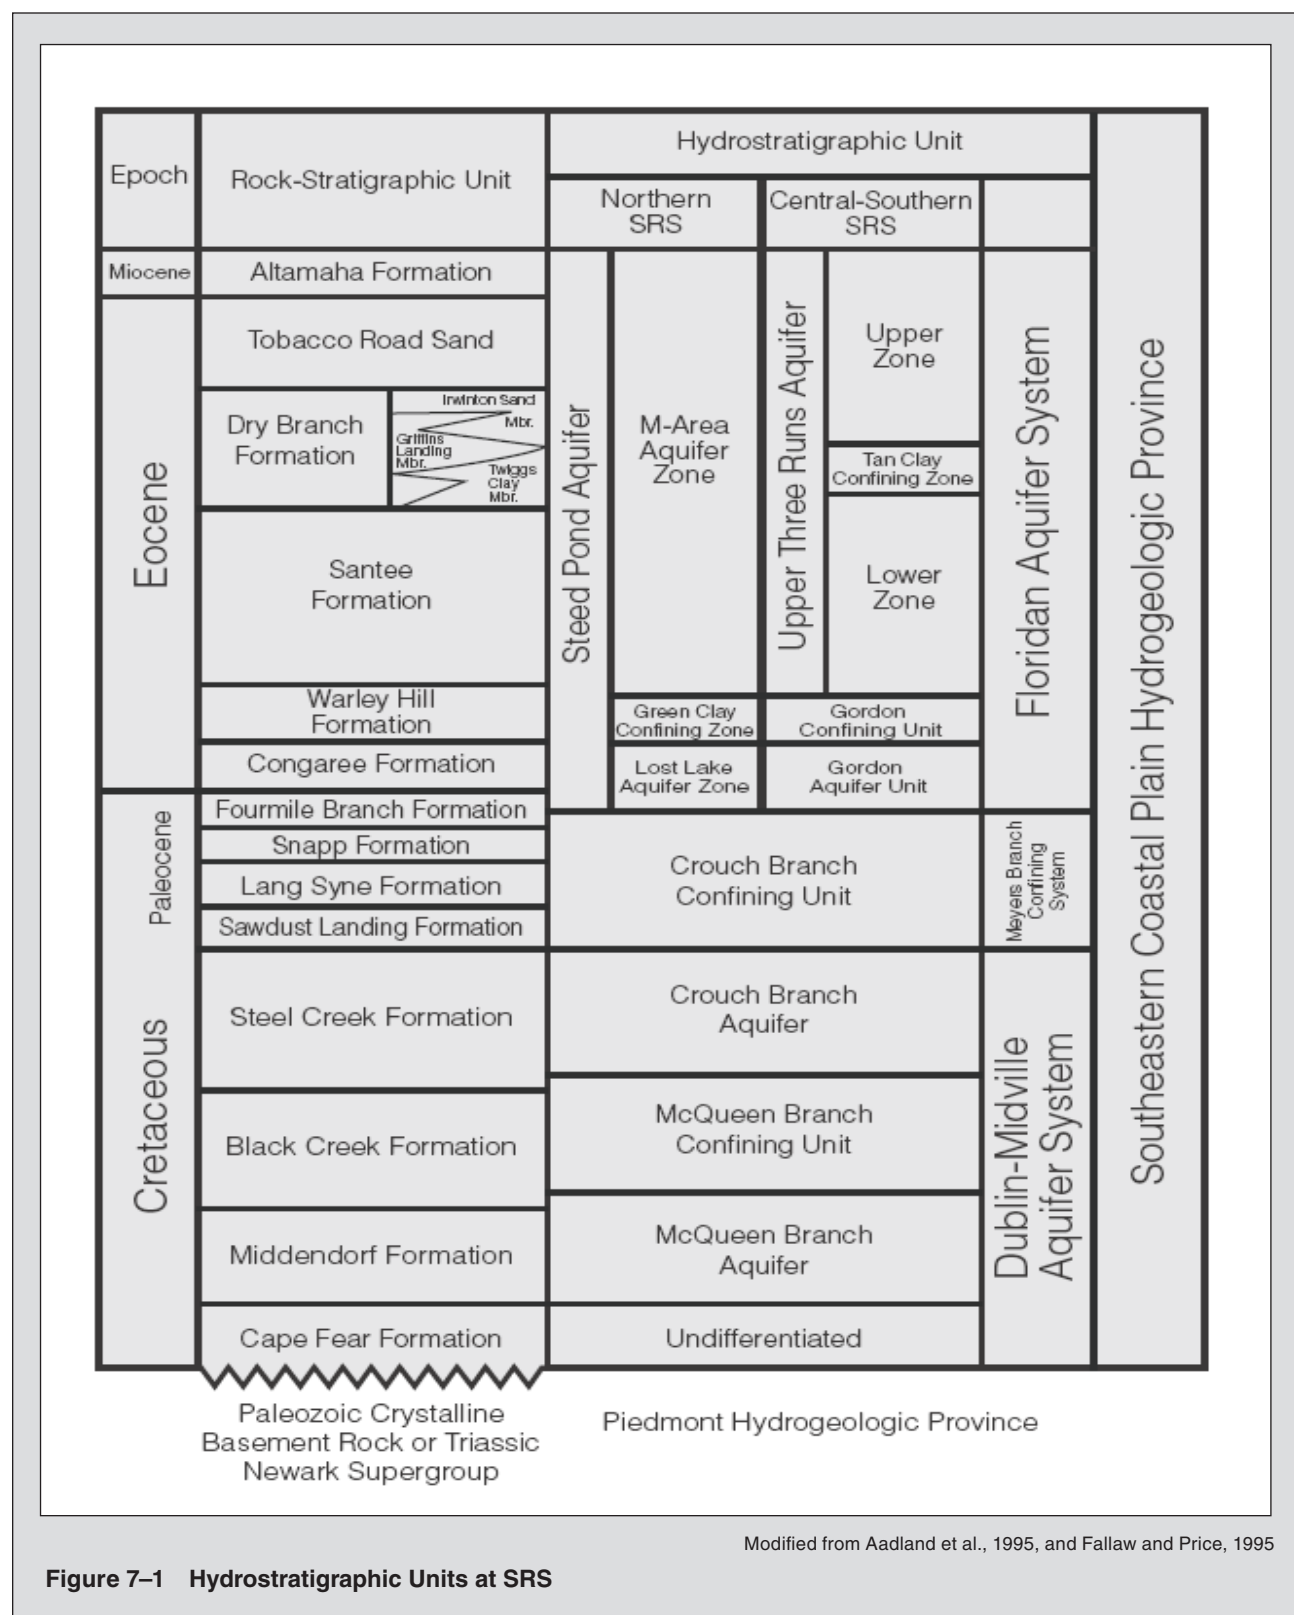 Epoch
Rock-Stratigraphic Unit
Hydrostratigraphic Unit
Northern
SRS
Central-Southern
SRS
Miocene
Altamaha Formation
Eocene
Tobacco Road Sand
Dry Branch
Formation
Irwinton Sand
Mbr.
Griffins
Landing
Mbr.
Twiggs
Clay
Mbr.
Santee
Formation
Warley Hill
Formation
Congaree Formation
Steed Pond Aquifer
M-Area
Aquifer
Zone
Green Clay
Confining Zone
Lost Lake
Aquifer Zone
Upper Three Runs Aquifer
Upper
Zone
Tan Clay
Confining Zone
Lower
Zone
Gordon
Confining Unit
Gordon
Aquifer Unit
Floridan Aquifer System
Southeastern Coastal Plain Hydrogeologic Province
Paleocene
Fourmile Branch Formation
Snapp Formation
Lang Syne Formation
Sawdust Landing Formation
Crouch Branch
Confining Unit
Meyers Branch
Confining
System
Cretaceous
Steel Creek Formation
Black Creek Formation
Middendorf Formation
Cape Fear Formation
Crouch Branch
Aquifer
McQueen Branch
Confining Unit
McQueen Branch
Aquifer
Undifferentiated
Dublin-Midville
Aquifer System
Paleozoic Crystalline
Basement Rock or Triassic
Newark Supergroup
Piedmont Hydrogeologic Province
Modified from Aadland et al., 1995, and Fallaw and Price, 1995
Figure 7–1 Hydrostratigraphic Units at SRS